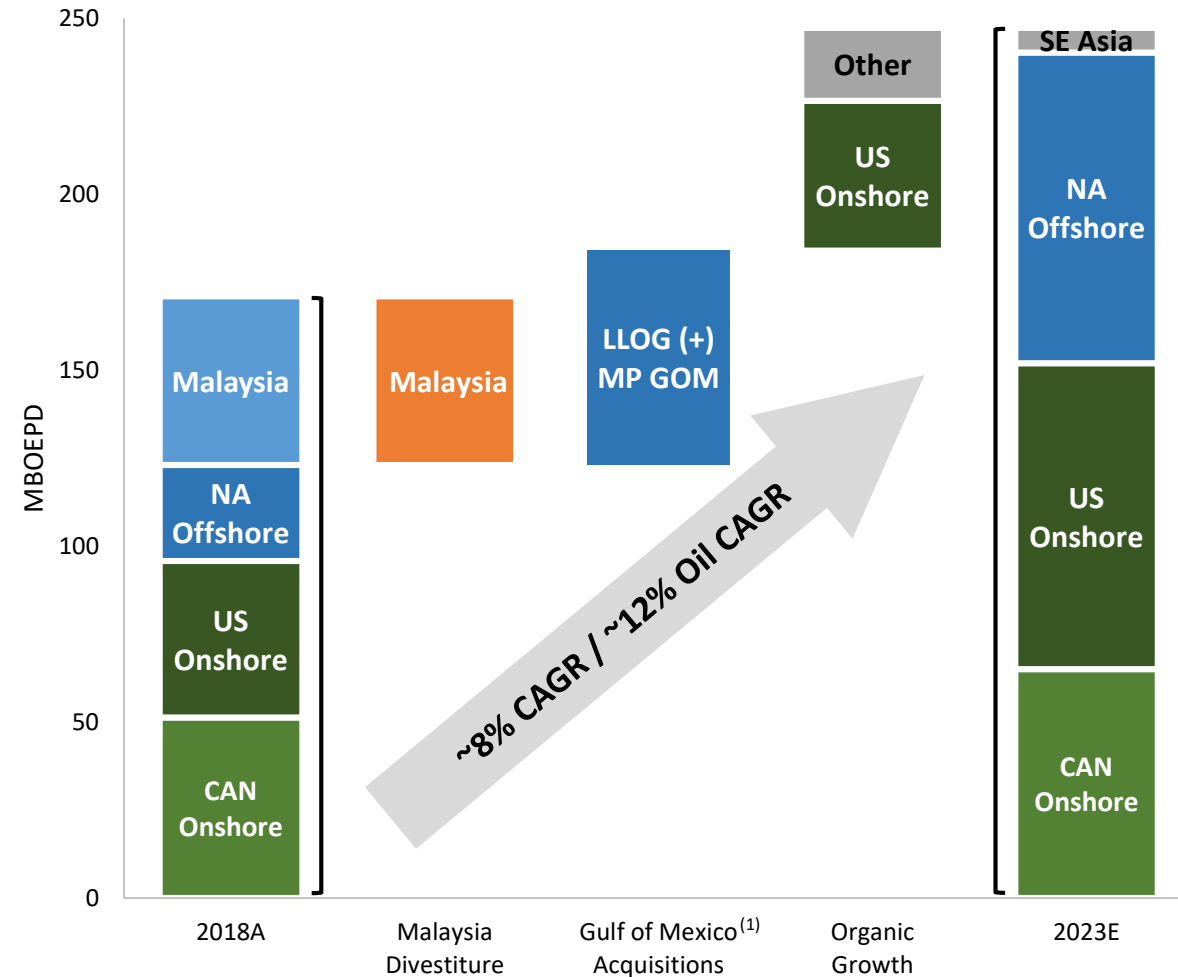 250
200
150
100
50
0
MBOEPD
Malaysia
NA
Offshore
US
Onshore
CAN
Onshore
Malaysia
LLOG (+)
MP GOM
Other
US
Onshore
SE Asia
NA
Offshore
US
Onshore
CAN
Onshore
~8% CAGR / ~12% Oil CAGR
2018A
Malaysia
Divestiture
Gulf of Mexico(1)
Acquisitions
Organic
Growth
2023E